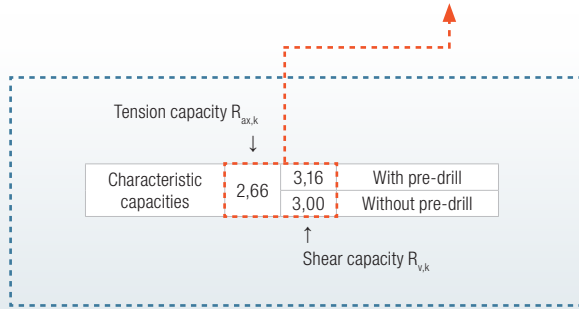 Tension capacity Rax,k
↓
Characteristic capacities 2,66 3,16 With pre-drill
3,00 Without pre-drill
↑
Shear capacity Rv,k